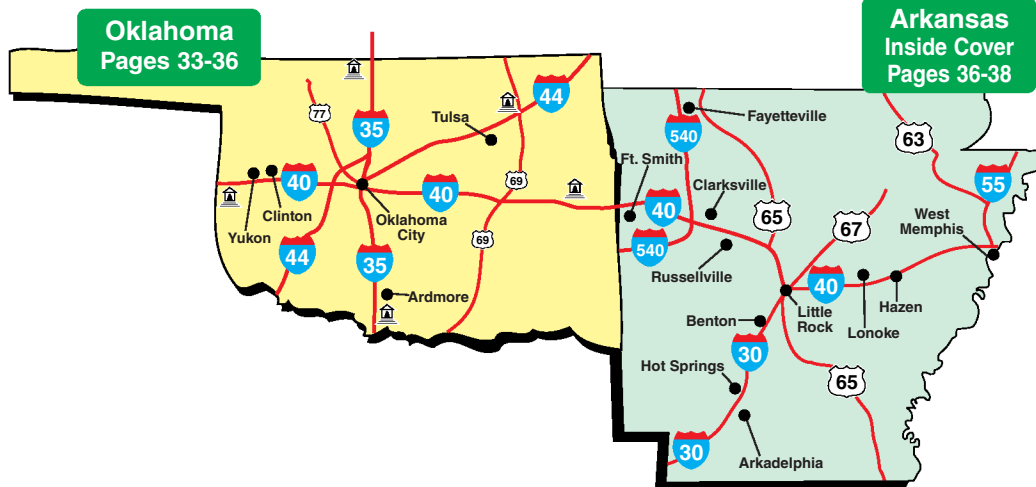 Oklahoma
Pages 33-36
Arkansas
Inside Cover
Pages 36-38
77
35
44
Tulsa
69
40
Clinton
Yukon
40
Oklahoma
City
69
44
35
Ardmore
540
Fayetteville
63
Ft. Smith
Clarksville
40
65
55
67
West
Memphis
540
Russellville
40
Little
Rock
Hazen
Lonoke
Benton
30
Hot Springs
65
30
Arkadelphia